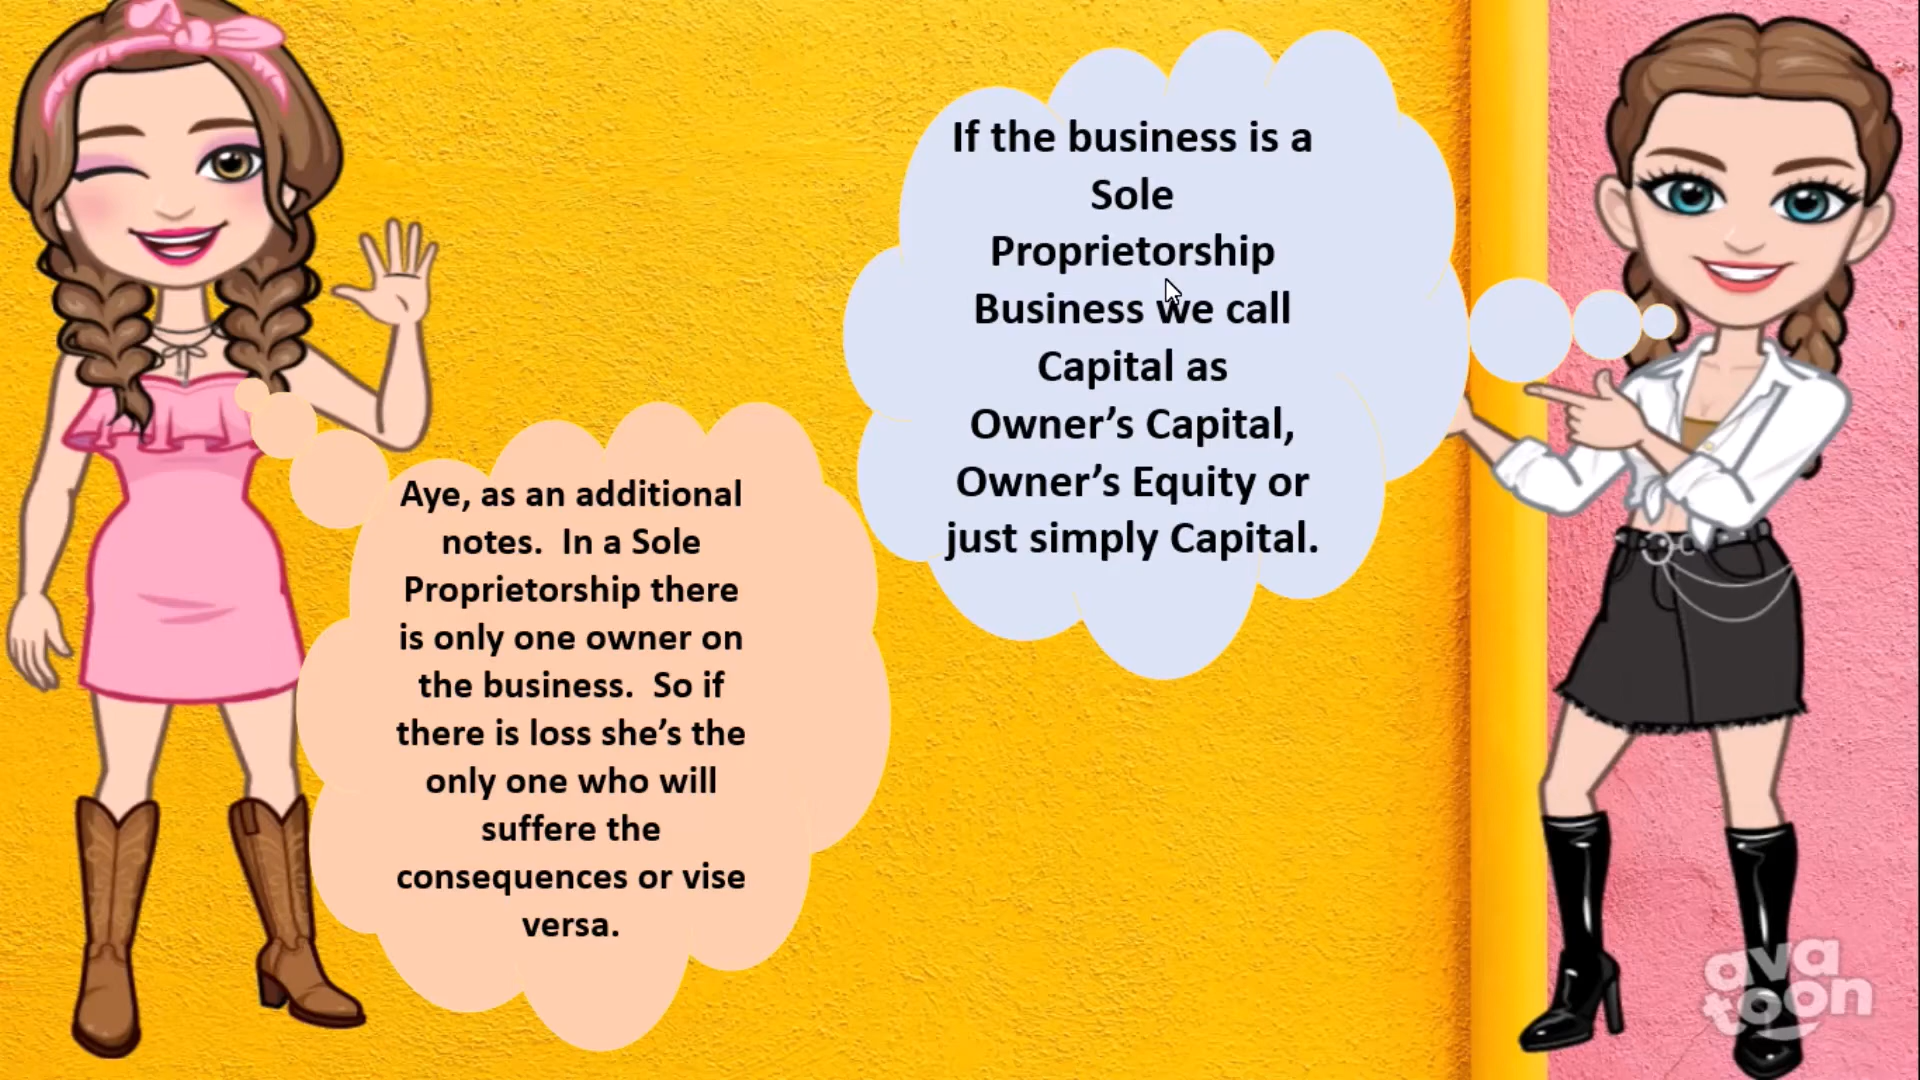 If the business is a
Sole
Proprietorship
Business we call
Capital as
Owner’s Capital,
Owner’s Equity or
just simply Capital.
Aye, as an additional
notes.  In a Sole
Proprietorship there
is only one owner on
the business.  So if
there is loss she’s the
only one who will
suffere the
consequences or vise
versa.
ava
toon